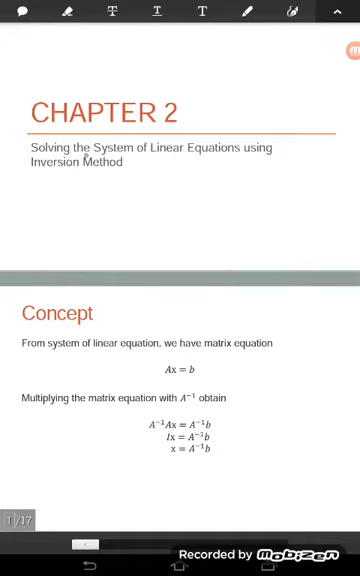 CHAPTER 2
Solving the System of Linear Equations using
Inversion Method
Concept
From system of linear equation, we have matrix equation
Ax = b
Multiplying the matrix equation with A⁻¹ obtain
A⁻¹Ax = A⁻¹b
Ix = A⁻¹b
x = A⁻¹b
1 /17
Recorded by mobizen